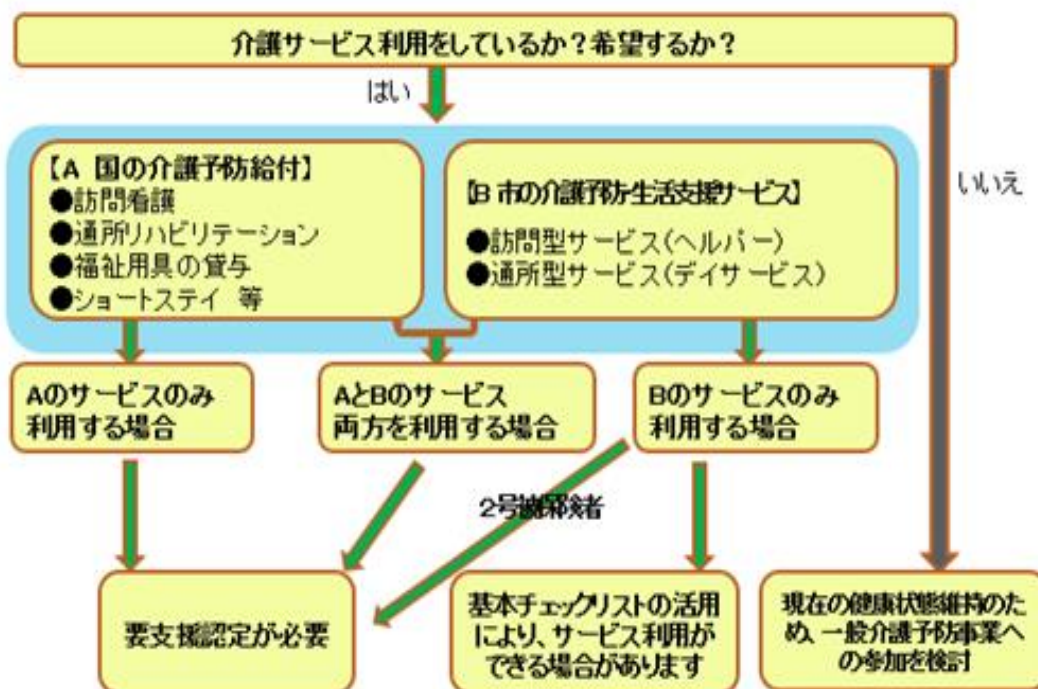 介護サービス利用をしているか？希望するか？
はい
いいえ
【A 国の介護予防給付】
●訪問看護
●通所リハビリテーション
●福祉用具の貸与
●ショートステイ 等
【B 市の介護予防・生活支援サービス】
●訪問型サービス(ヘルパー)
●通所型サービス(デイサービス)
Aのサービスのみ
利用する場合
AとBのサービス
両方を利用する場合
Bのサービスのみ
利用する場合
2号被保険者
要支援認定が必要
基本チェックリストの活用
により、サービス利用が
できる場合があります
現在の健康状態維持のた
め、一般介護予防事業へ
の参加を検討